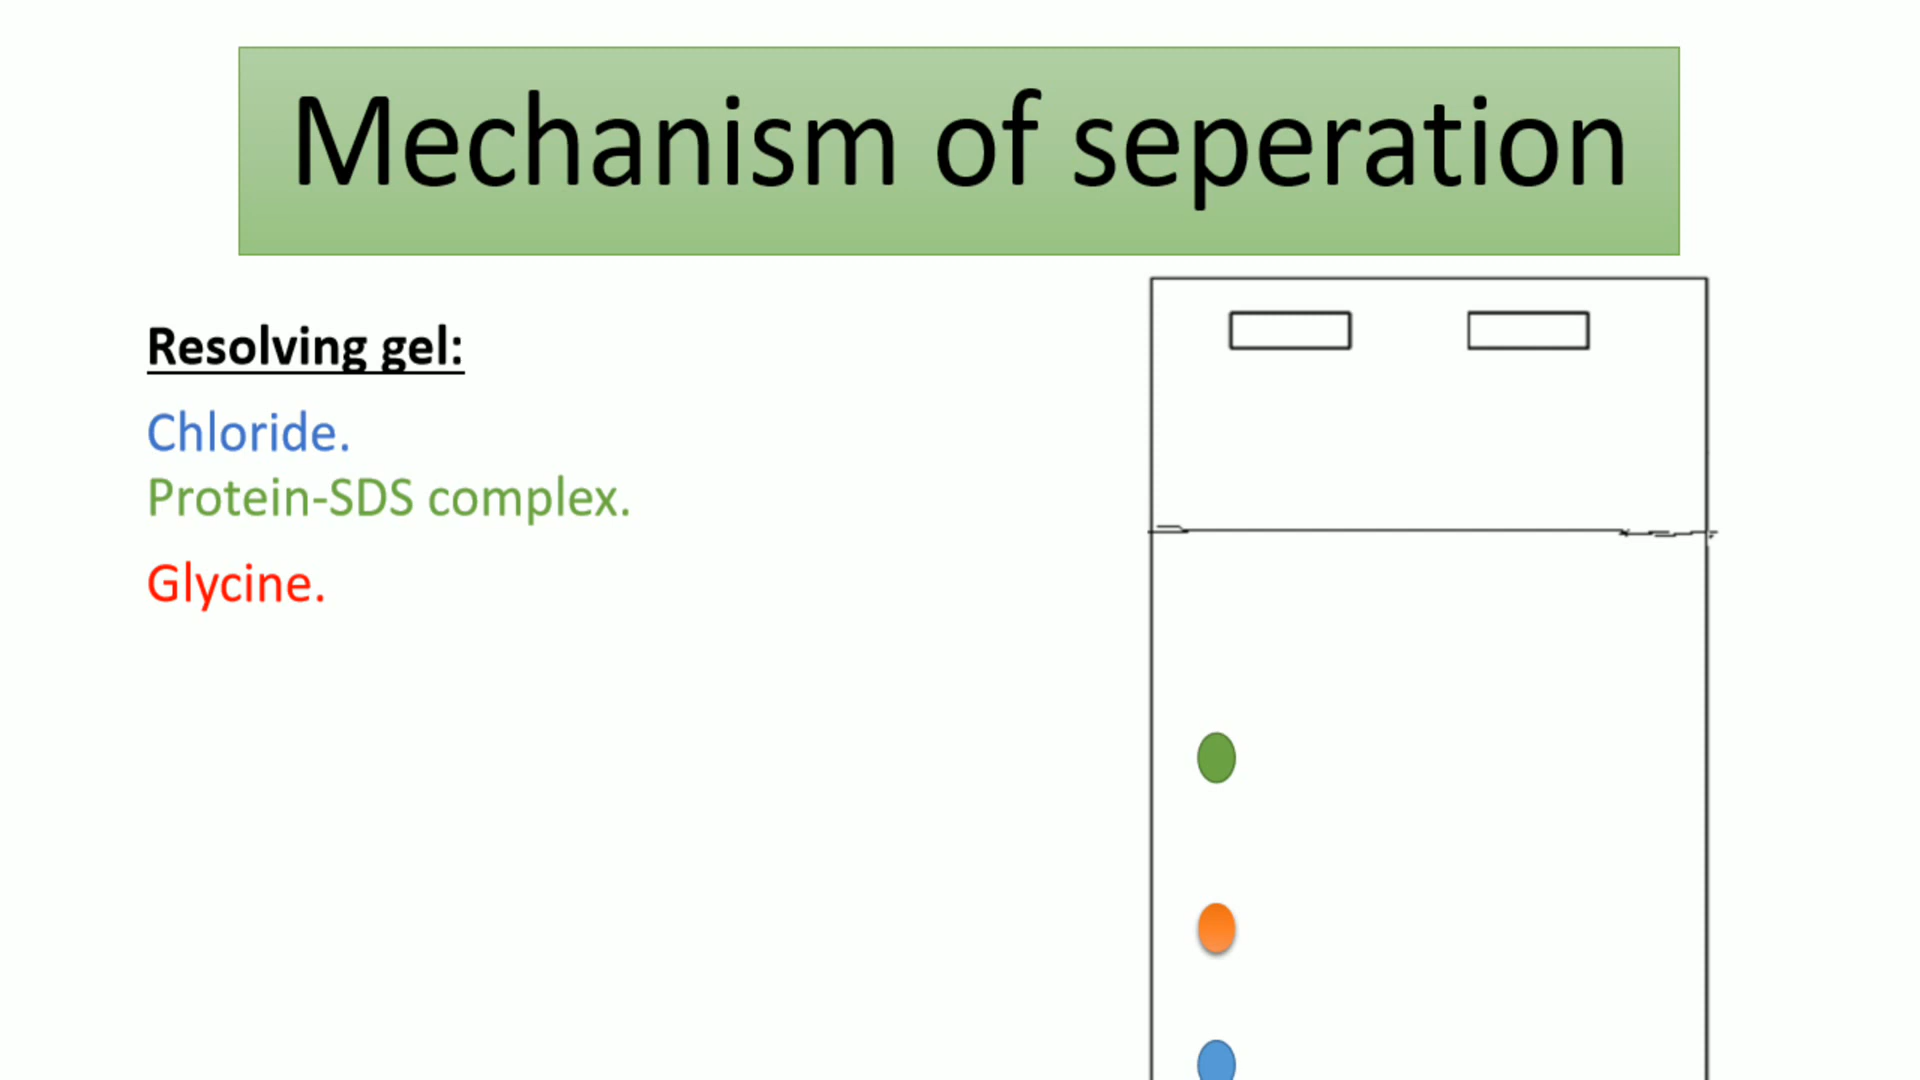 Mechanism of seperation
Resolving gel:
Chloride.
Protein-SDS complex.
Glycine.